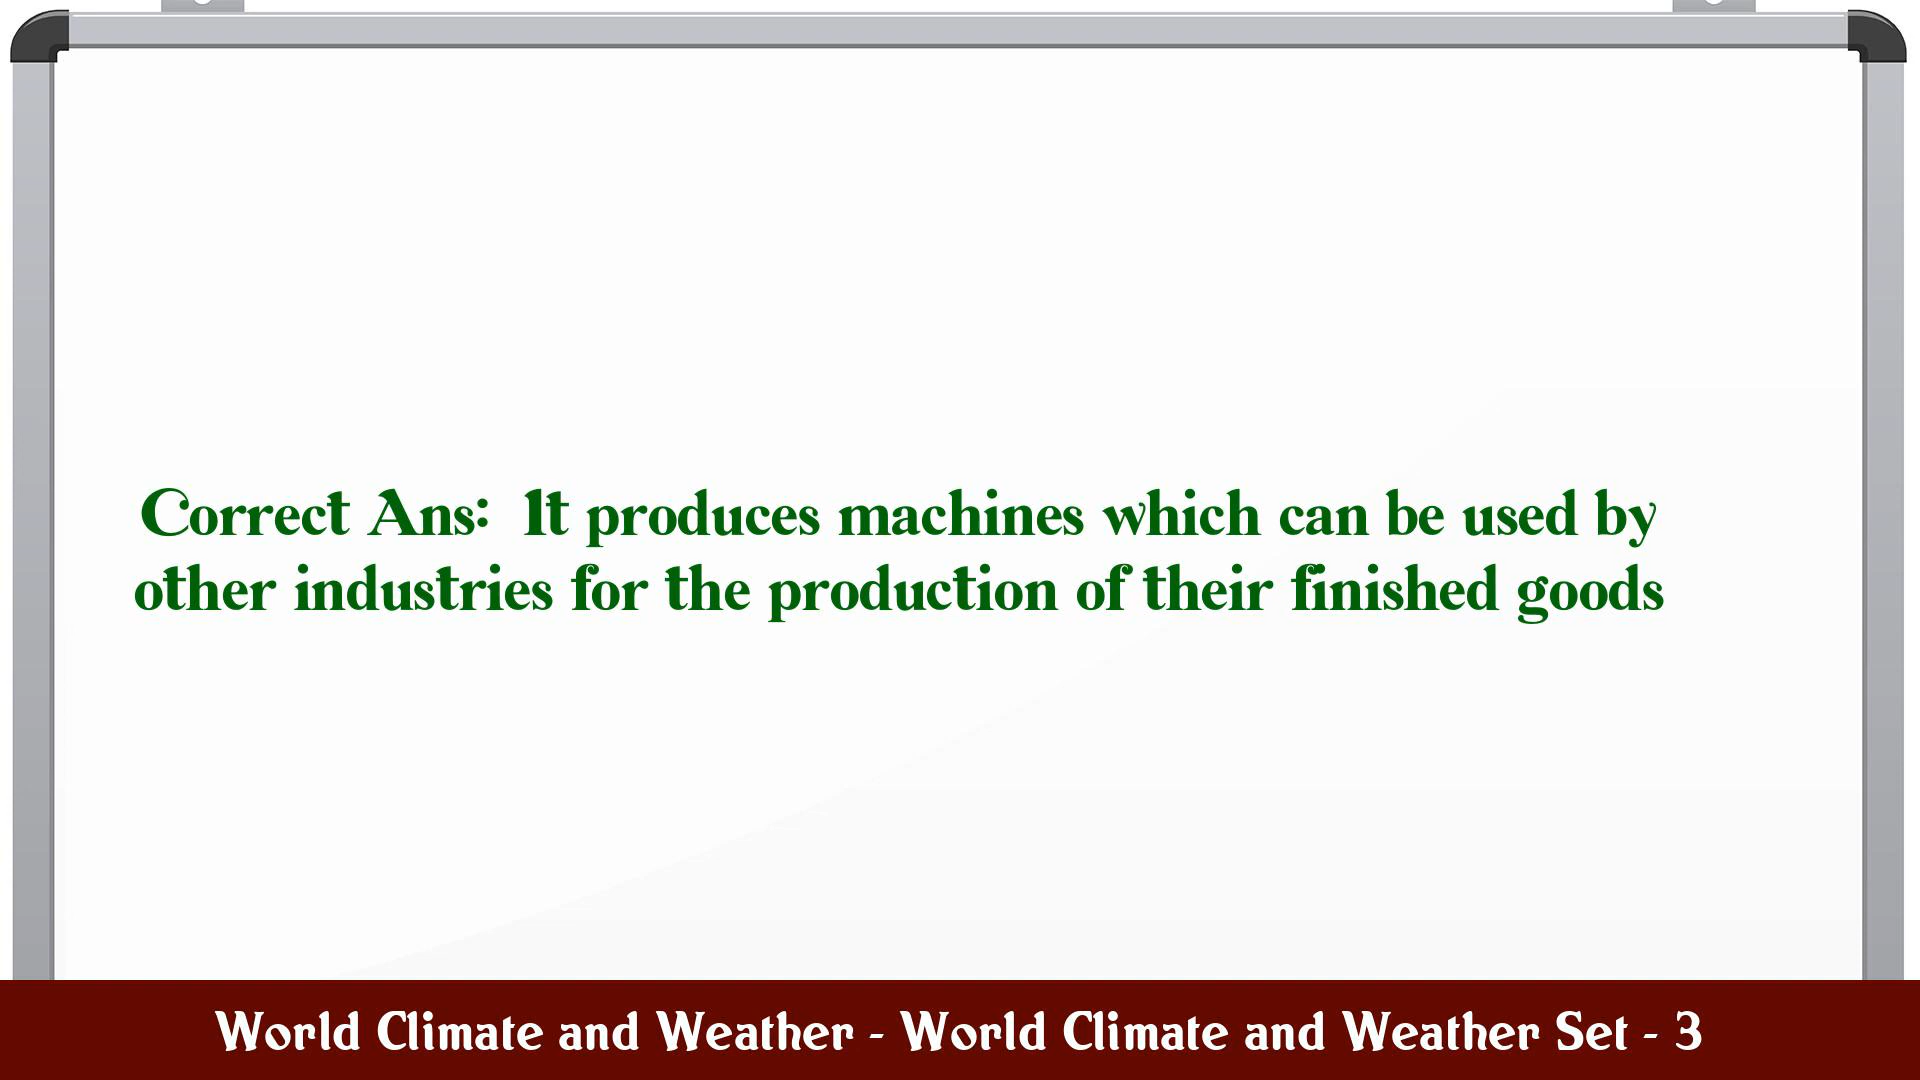 Correct Ans: It produces machines which can be used by
other industries for the production of their finished goods
World Climate and Weather - World Climate and Weather Set - 3